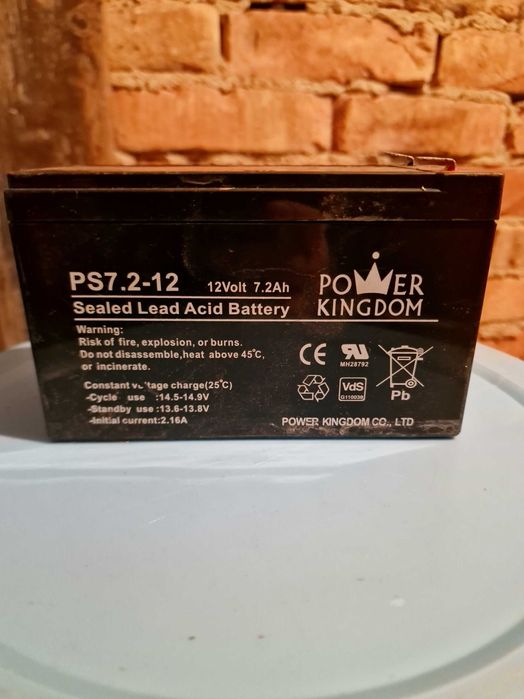 PS7.2-12 12Volt 7.2Ah
Sealed Lead Acid Battery
POWER
KINGDOM
Warning:
Risk of fire, explosion, or burns.
Do not disassemble,heat above 45°C,
or incinerate.
Constant voltage charge(25°C)
-Cycle use :14.5-14.9V
-Standby use :13.6-13.8V
-Initial current:2.16A
CE
MH28792
VdS
G110039
Pb
POWER KINGDOM CO., LTD